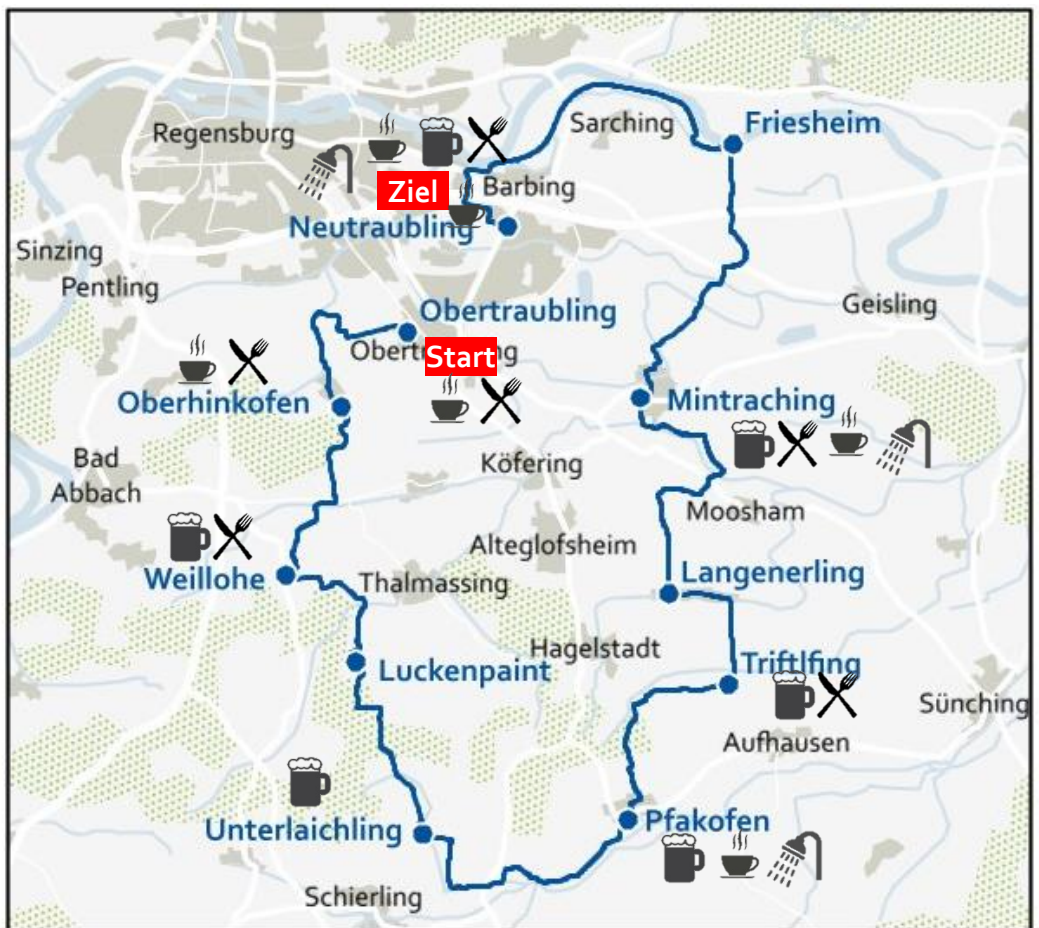 Sarching
Friesheim
Regensburg
Ziel
Barbing
Neutraubling
Sinzing
Pentling
Geisling
Obertraubling
Start
Oberhinkofen
Mintraching
Bad
Abbach
Köfering
Moosham
Alteglofsheim
Weillohe
Thalmassing
Langenerling
Hagelstadt
Luckenpaint
Triftlfing
Sünching
Aufhausen
Unterlaichling
Pfakofen
Schierling